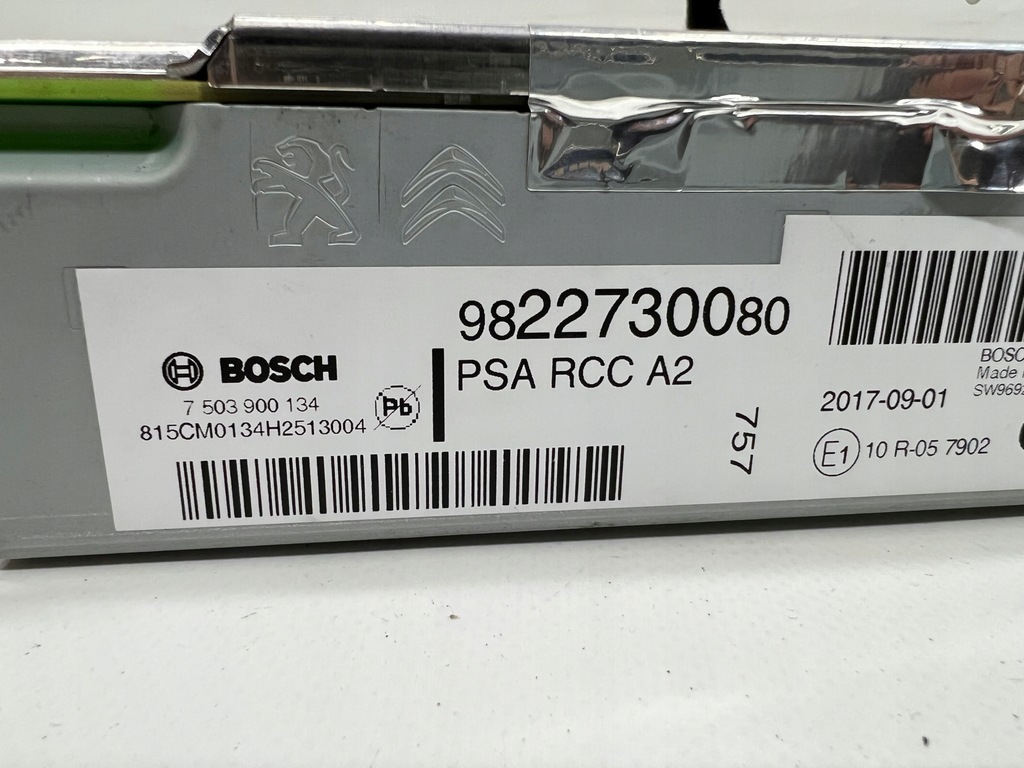 9822730080
PSA RCC A2
BOSCH
7 503 900 134
815CM0134H2513004
Pb
757
2017-09-01
E1
10 R-05 7902
Made